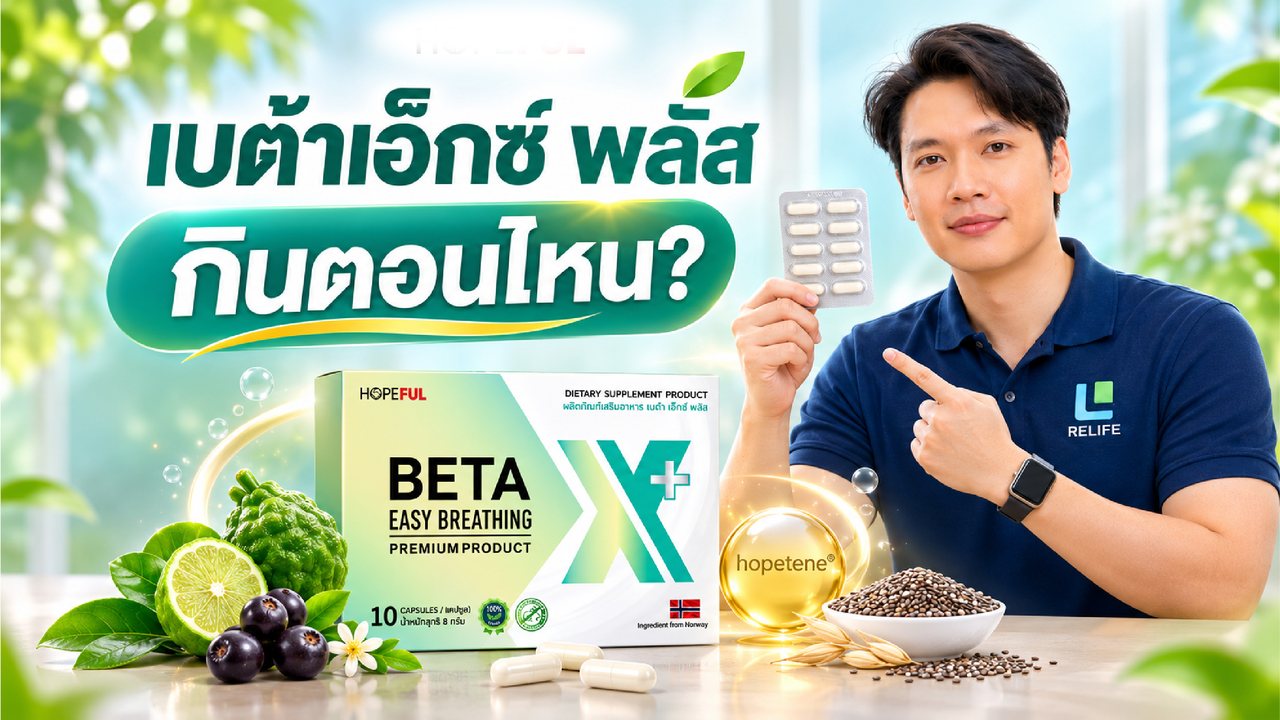 เบต้าเอ็กซ์ พลัส
กินตอนไหน?
HOPEFUL
DIETARY SUPPLEMENT PRODUCT
ผลิตภัณฑ์เสริมอาหาร เบต้า เอ็กซ์ พลัส
BETA
X+
EASY BREATHING
PREMIUM PRODUCT
10 CAPSULES / แคปซูล)
น้ำหนักสุทธิ 8 กรัม
100%
Ingredient from Norway
hopetene®
RELIFE